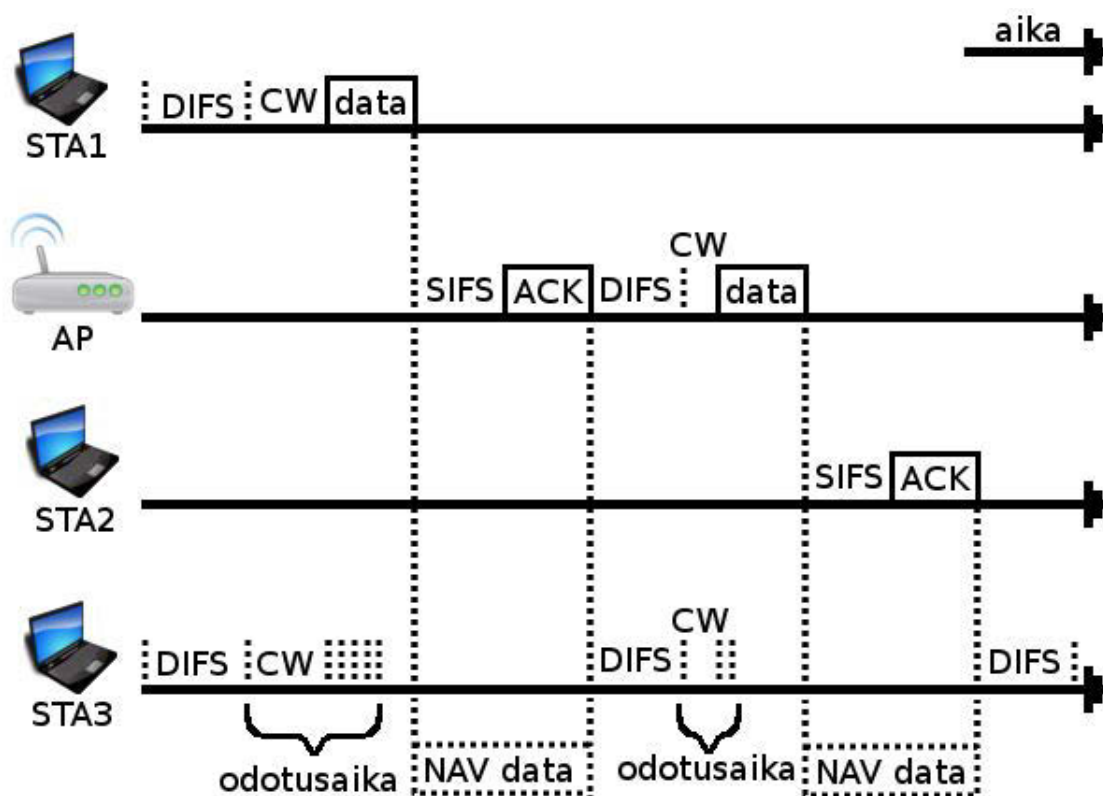 aika
DIFS CW data
STA1
CW
SIFS ACK DIFS data
AP
SIFS ACK
STA2
CW
DIFS CW DIFS DIFS
STA3
odotusaika NAV data odotusaika NAV data